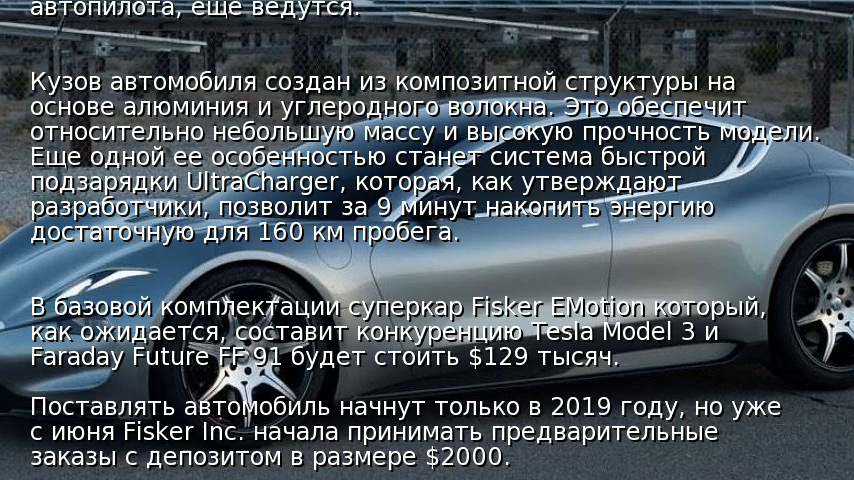 автопилота, еще ведутся.
Кузов автомобиля создан из композитной структуры на
основе алюминия и углеродного волокна. Это обеспечит
относительно небольшую массу и высокую прочность модели.
Еще одной ее особенностью станет система быстрой
подзарядки UltraCharger, которая, как утверждают
разработчики, позволит за 9 минут накопить энергию
достаточную для 160 км пробега.
В базовой комплектации суперкар Fisker EMotion который,
как ожидается, составит конкуренцию Tesla Model 3 и
Faraday Future FF 91 будет стоить $129 тысяч.
Поставлять автомобиль начнут только в 2019 году, но уже
с июня Fisker Inc. начала принимать предварительные
заказы с депозитом в размере $2000.